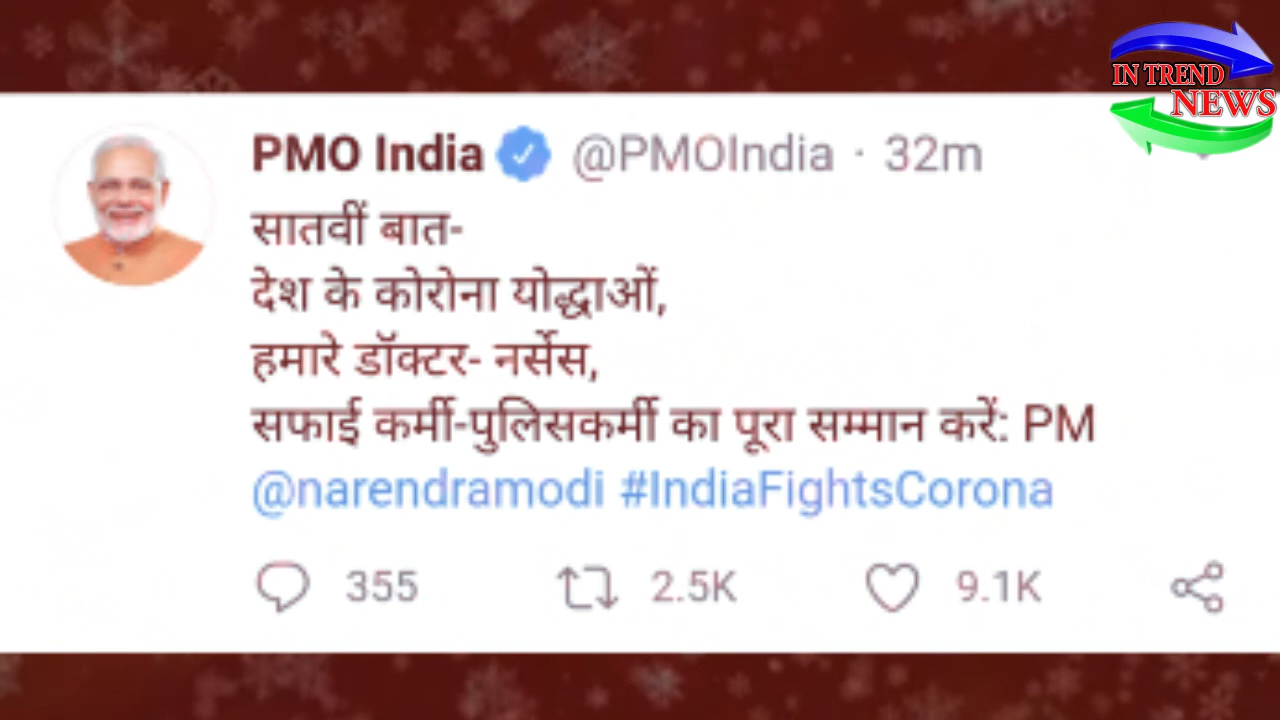 IN TREND
NEWS
PMO India @PMOIndia · 32m
सातवीं बात-
देश के कोरोना योद्धाओं,
हमारे डॉक्टर- नर्सेस,
सफाई कर्मी-पुलिसकर्मी का पूरा सम्मान करें: PM
@narendramodi #IndiaFightsCorona
355 2.5K 9.1K